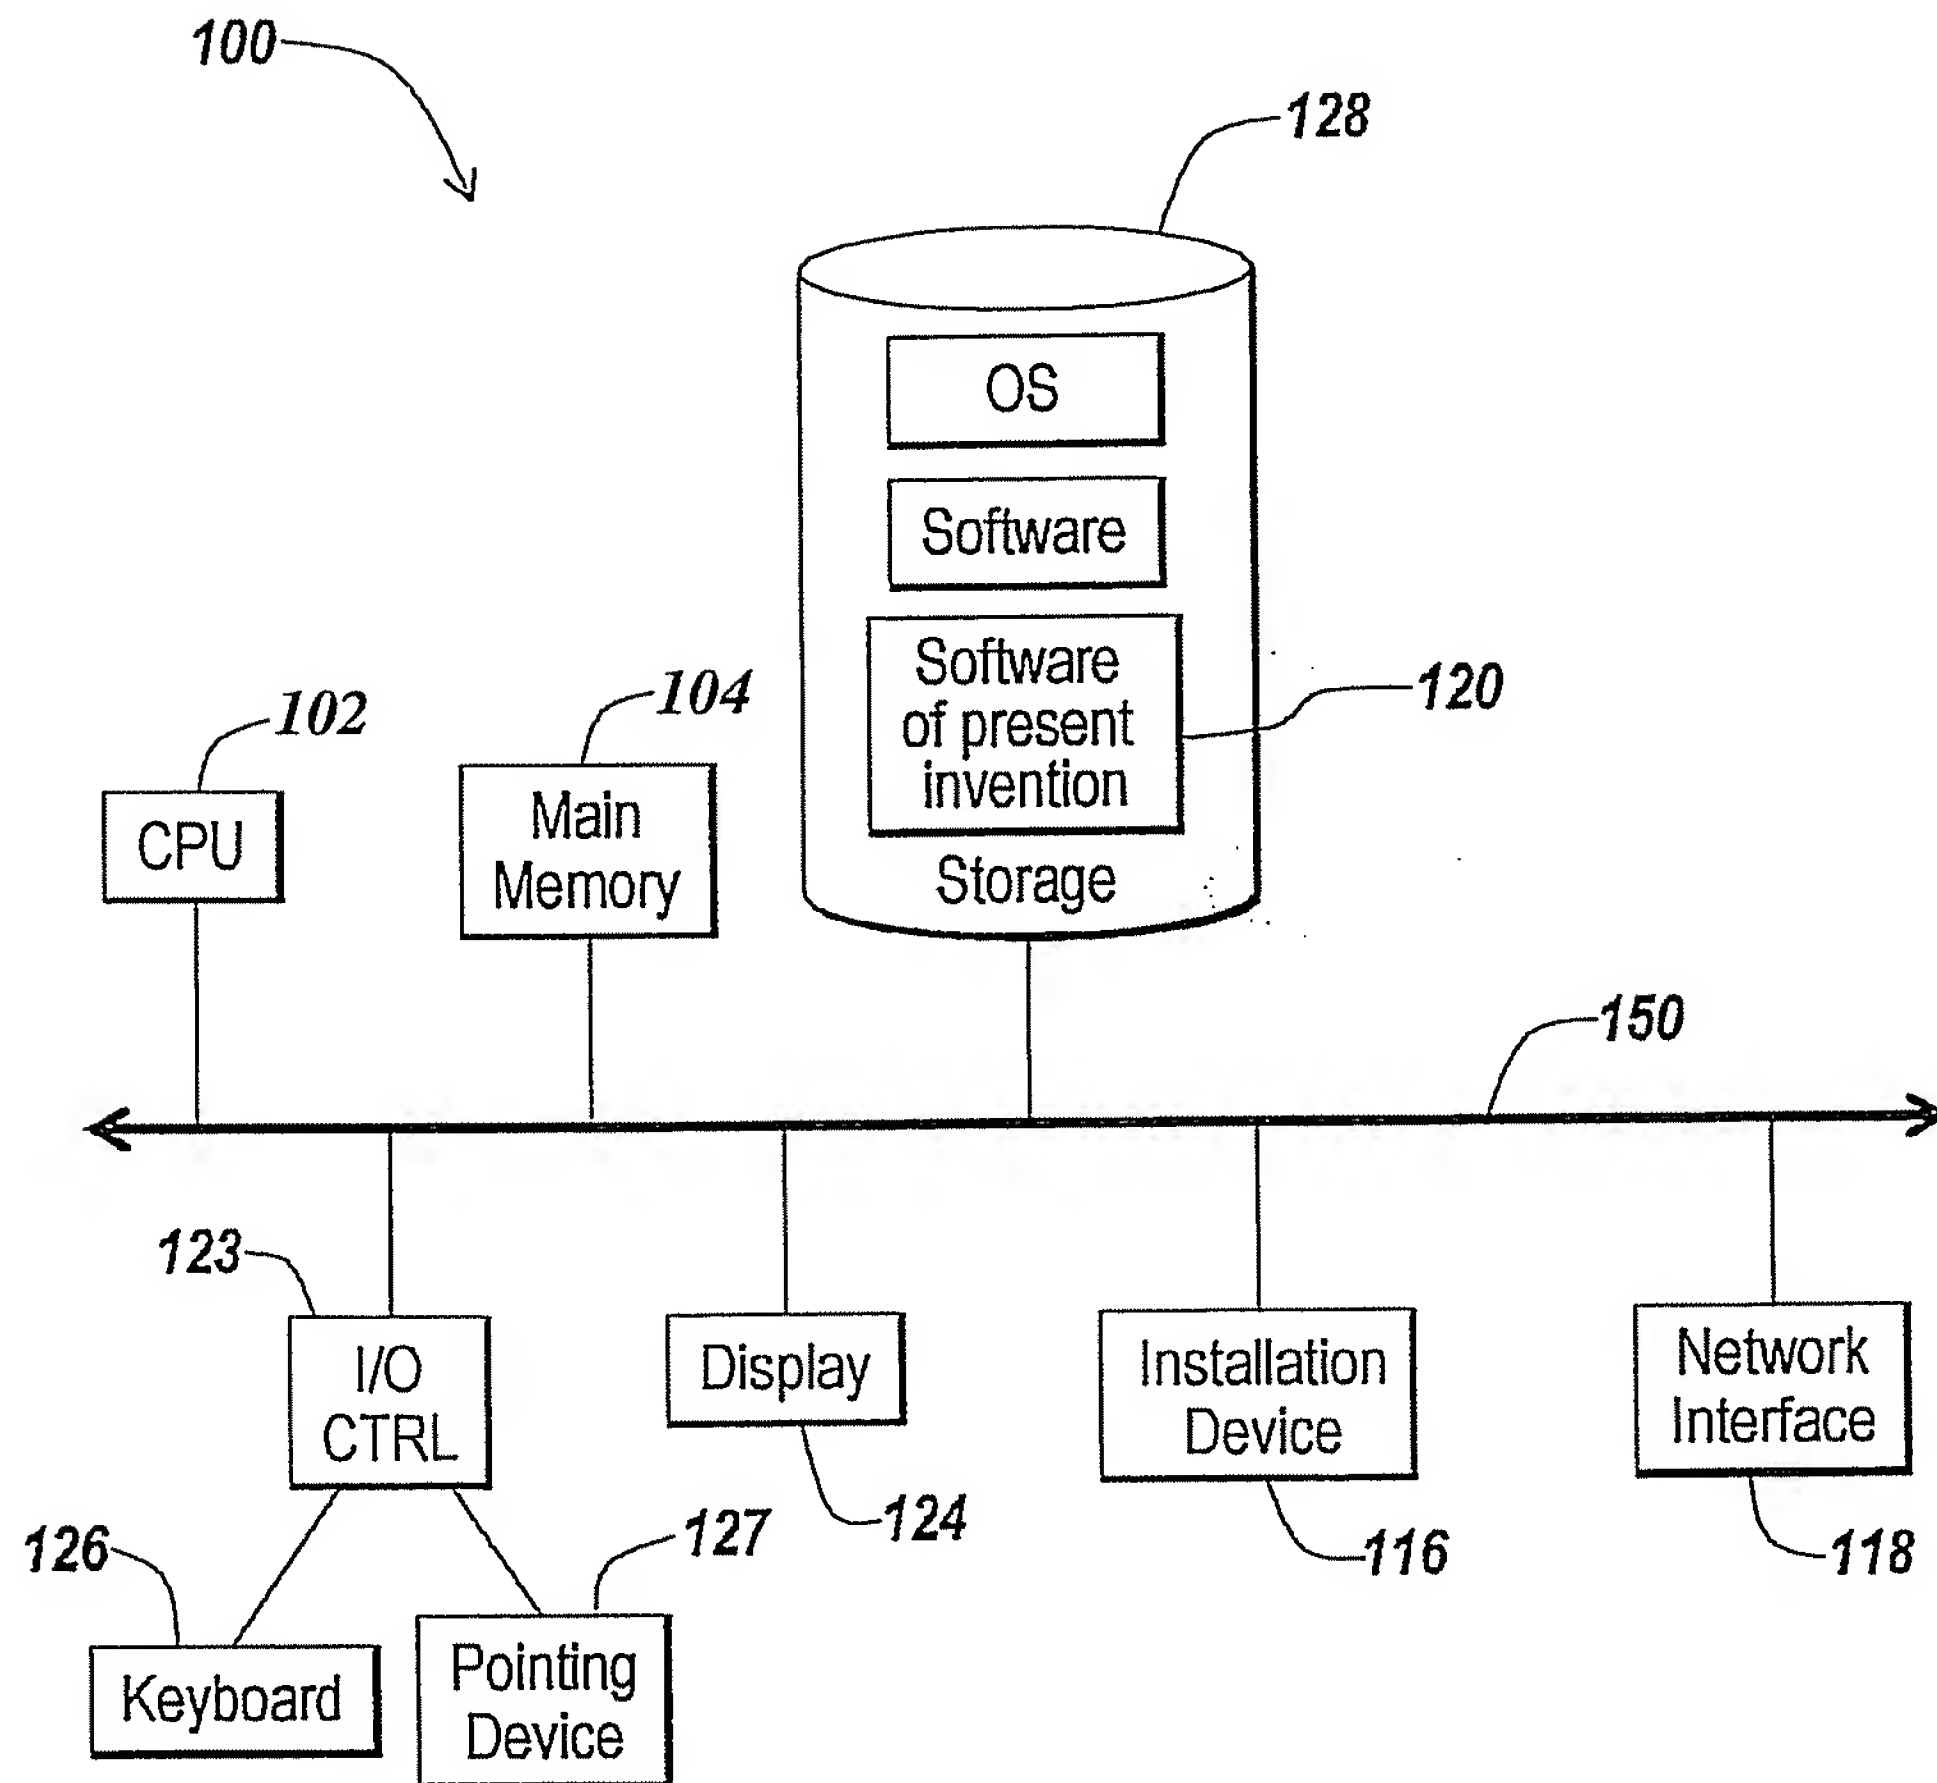 100
128
OS
Software
Software
of present
invention
120
Storage
102
CPU
104
Main
Memory
150
123
I/O
CTRL
Display
124
Installation
Device
116
Network
Interface
118
126
Keyboard
127
Pointing
Device